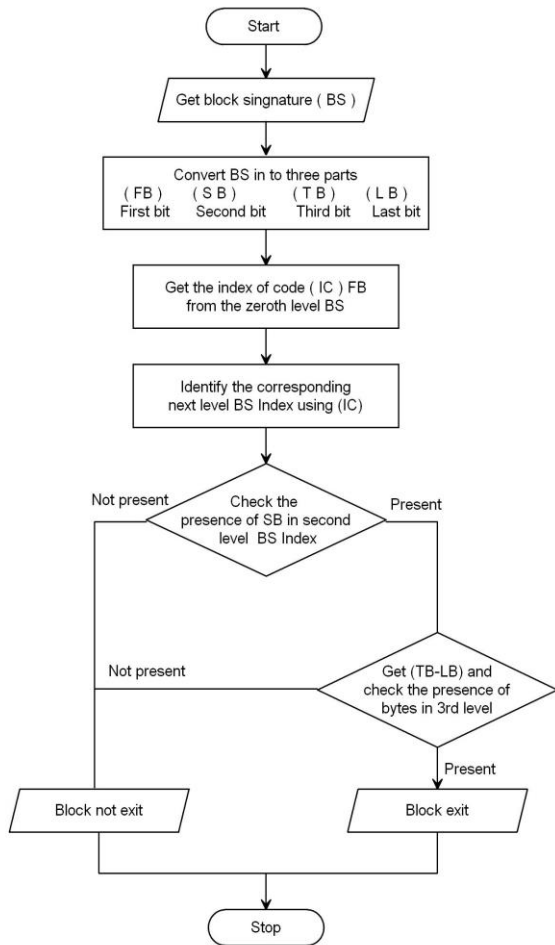 Start
Get block singnature ( BS )
Convert BS in to three parts
( FB ) ( S B ) ( T B ) ( L B )
First bit Second bit Third bit Last bit
Get the index of code ( IC ) FB
from the zeroth level BS
Identify the corresponding
next level BS Index using (IC)
Not present
Check the
presence of SB in second
level BS Index
Present
Not present
Get (TB-LB) and
check the presence of
bytes in 3rd level
Present
Block not exit
Block exit
Stop